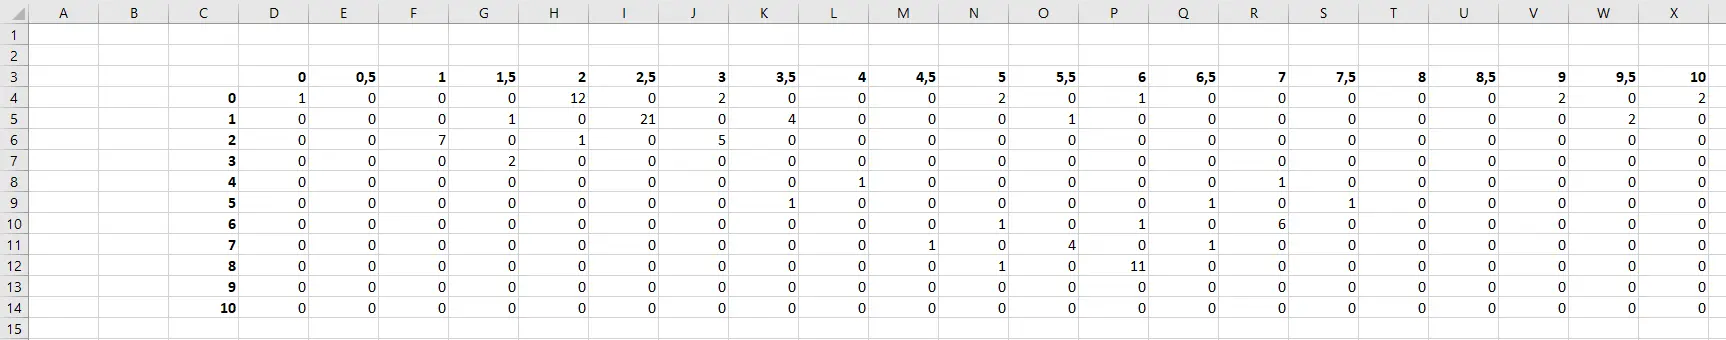 A B C D E F G H I J K L M N O P Q R S T U V W X
1
2
3 0 0,5 1 1,5 2 2,5 3 3,5 4 4,5 5 5,5 6 6,5 7 7,5 8 8,5 9 9,5 10
4 0 1 0 0 0 12 0 2 0 0 0 2 0 1 0 0 0 0 0 2 0 2
5 1 0 0 0 1 0 21 0 4 0 0 0 1 0 0 0 0 0 0 0 2 0
6 2 0 0 7 0 1 0 5 0 0 0 0 0 0 0 0 0 0 0 0 0 0
7 3 0 0 0 2 0 0 0 0 0 0 0 0 0 0 0 0 0 0 0 0 0
8 4 0 0 0 0 0 0 0 0 1 0 0 0 0 0 1 0 0 0 0 0 0
9 5 0 0 0 0 0 0 0 1 0 0 0 0 0 1 0 1 0 0 0 0 0
10 6 0 0 0 0 0 0 0 0 0 0 1 0 1 0 6 0 0 0 0 0 0
11 7 0 0 0 0 0 0 0 0 0 1 0 4 0 1 0 0 0 0 0 0 0
12 8 0 0 0 0 0 0 0 0 0 0 1 0 11 0 0 0 0 0 0 0 0
13 9 0 0 0 0 0 0 0 0 0 0 0 0 0 0 0 0 0 0 0 0 0
14 10 0 0 0 0 0 0 0 0 0 0 0 0 0 0 0 0 0 0 0 0 0
15